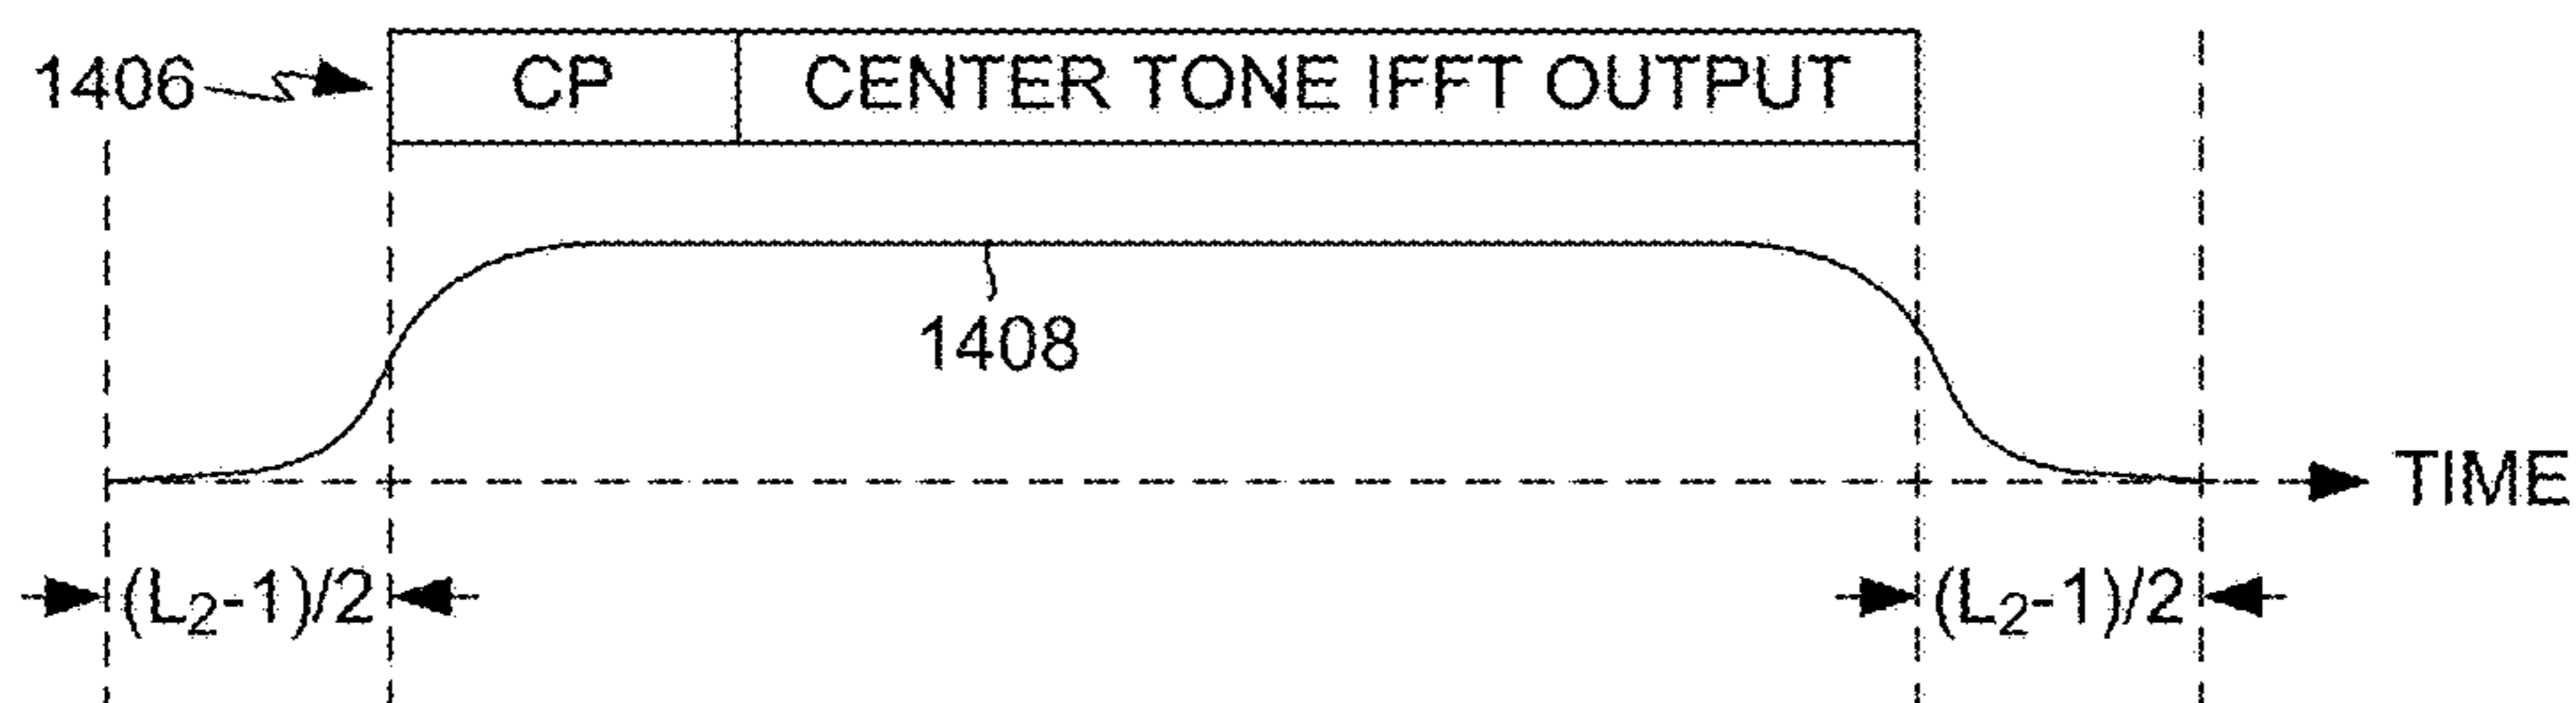 1406 CP CENTER TONE IFFT OUTPUT
1408
TIME
(L₂-1)/2 (L₂-1)/2